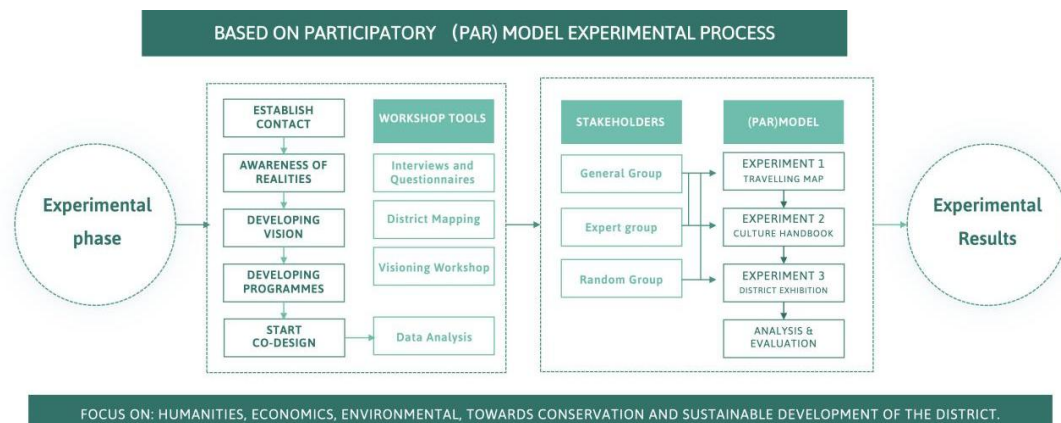 BASED ON PARTICIPATORY (PAR) MODEL EXPERIMENTAL PROCESS
Experimental
phase
ESTABLISH
CONTACT
AWARENESS OF
REALITIES
DEVELOPING
VISION
DEVELOPING
PROGRAMMES
START
CO-DESIGN
WORKSHOP TOOLS
Interviews and
Questionnaires
District Mapping
Visioning Workshop
Data Analysis
STAKEHOLDERS
General Group
Expert group
Random Group
(PAR)MODEL
EXPERIMENT 1
TRAVELLING MAP
EXPERIMENT 2
CULTURE HANDBOOK
EXPERIMENT 3
DISTRICT EXHIBITION
ANALYSIS &
EVALUATION
Experimental
Results
FOCUS ON: HUMANITIES, ECONOMICS, ENVIRONMENTAL, TOWARDS CONSERVATION AND SUSTAINABLE DEVELOPMENT OF THE DISTRICT.